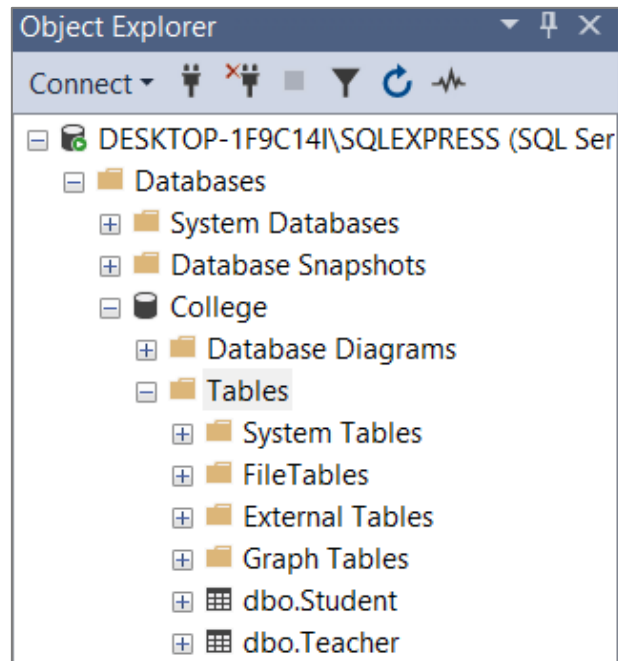 Object Explorer
Connect
DESKTOP-1F9C14I\SQLEXPRESS (SQL Ser
Databases
System Databases
Database Snapshots
College
Database Diagrams
Tables
System Tables
FileTables
External Tables
Graph Tables
dbo.Student
dbo.Teacher